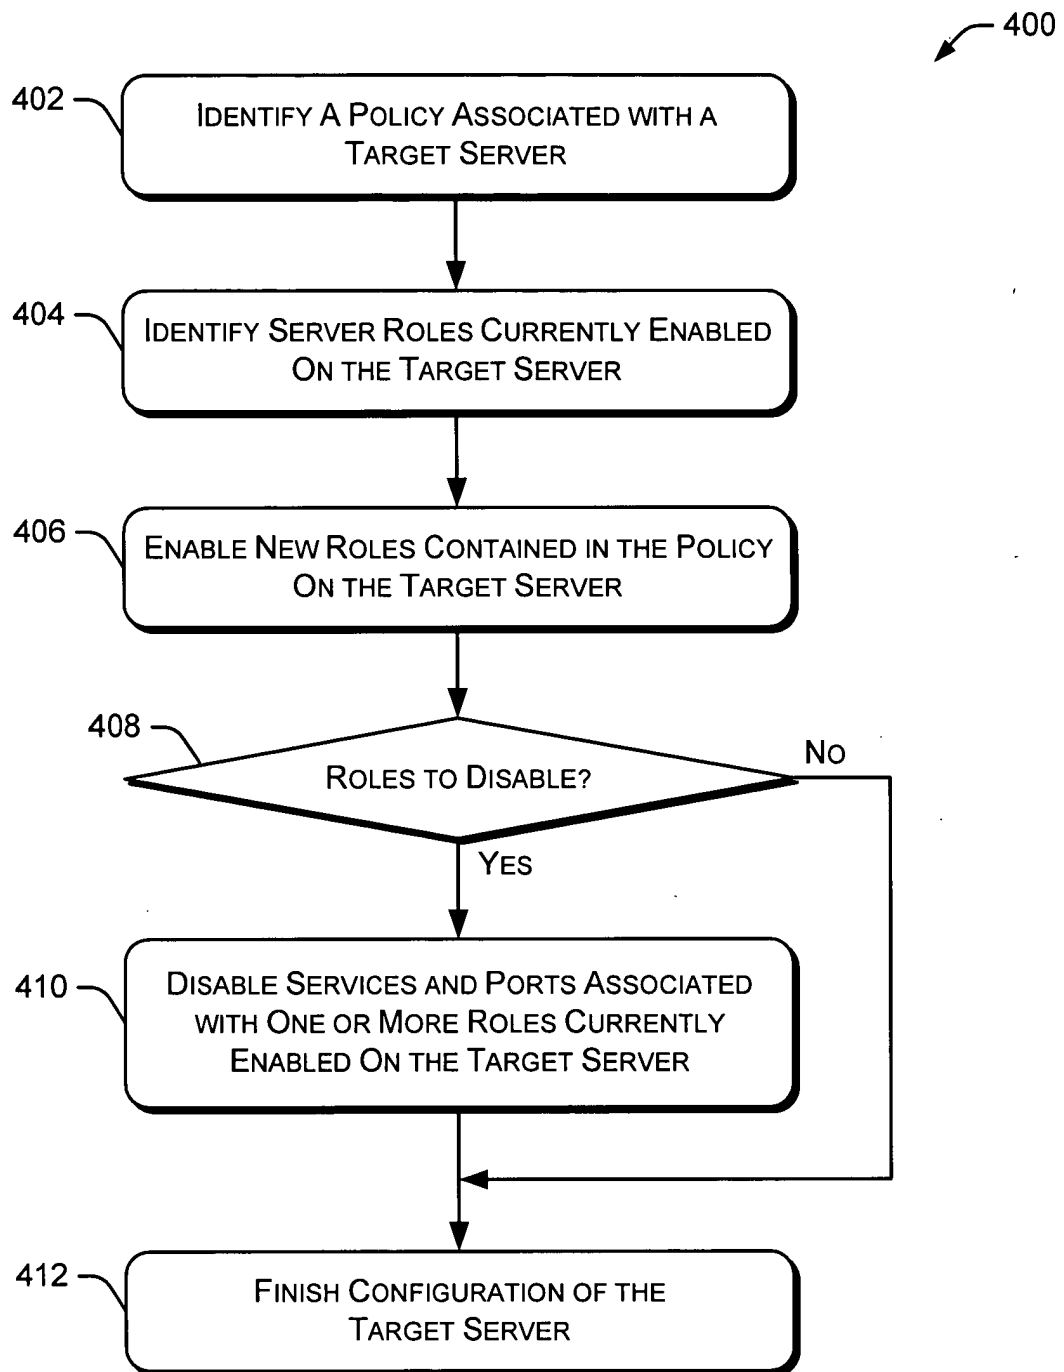 400
402
IDENTIFY A POLICY ASSOCIATED WITH A
TARGET SERVER
404
IDENTIFY SERVER ROLES CURRENTLY ENABLED
ON THE TARGET SERVER
406
ENABLE NEW ROLES CONTAINED IN THE POLICY
ON THE TARGET SERVER
408
ROLES TO DISABLE?
NO
YES
410
DISABLE SERVICES AND PORTS ASSOCIATED
WITH ONE OR MORE ROLES CURRENTLY
ENABLED ON THE TARGET SERVER
412
FINISH CONFIGURATION OF THE
TARGET SERVER